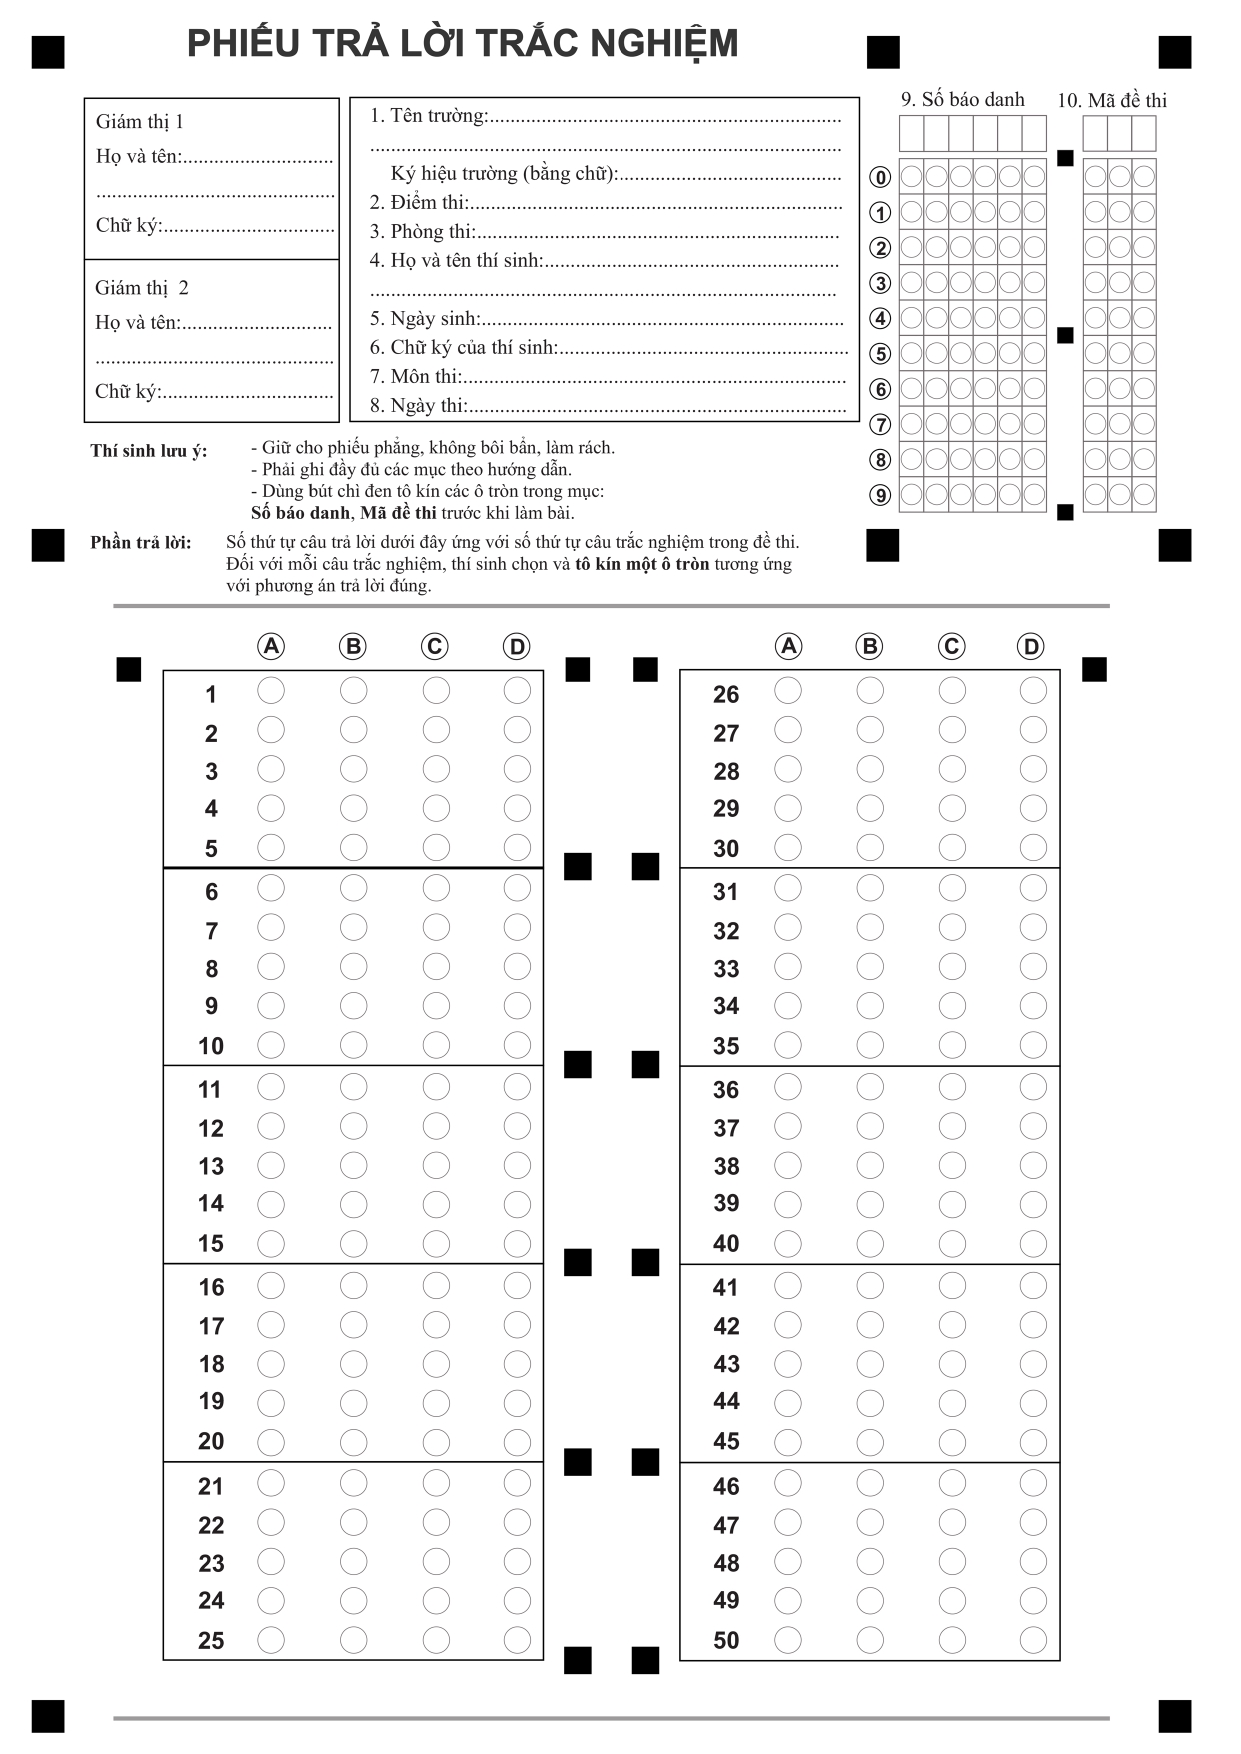 PHIẾU TRẢ LỜI TRẮC NGHIỆM
Giám thị 1
Họ và tên:.............................
..............................................
Chữ ký:.................................
Giám thị 2
Họ và tên:.............................
..............................................
Chữ ký:.................................
1. Tên trường:....................................................................
...........................................................................................
Ký hiệu trường (bằng chữ):...........................................
2. Điểm thi:........................................................................
3. Phòng thi:......................................................................
4. Họ và tên thí sinh:.........................................................
..........................................................................................
5. Ngày sinh:......................................................................
6. Chữ ký của thí sinh:........................................................
7. Môn thi:..........................................................................
8. Ngày thi:.........................................................................
9. Số báo danh
10. Mã đề thi
0
1
2
3
4
5
6
7
8
9
Thí sinh lưu ý:
- Giữ cho phiếu phẳng, không bôi bẩn, làm rách.
- Phải ghi đầy đủ các mục theo hướng dẫn.
- Dùng bút chì đen tô kín các ô tròn trong mục:
Số báo danh, Mã đề thi trước khi làm bài.
Phần trả lời:
Số thứ tự câu trả lời dưới đây ứng với số thứ tự câu trắc nghiệm trong đề thi.
Đối với mỗi câu trắc nghiệm, thí sinh chọn và tô kín một ô tròn tương ứng
với phương án trả lời đúng.
A B C D
1
2
3
4
5
6
7
8
9
10
11
12
13
14
15
16
17
18
19
20
21
22
23
24
25
A B C D
26
27
28
29
30
31
32
33
34
35
36
37
38
39
40
41
42
43
44
45
46
47
48
49
50